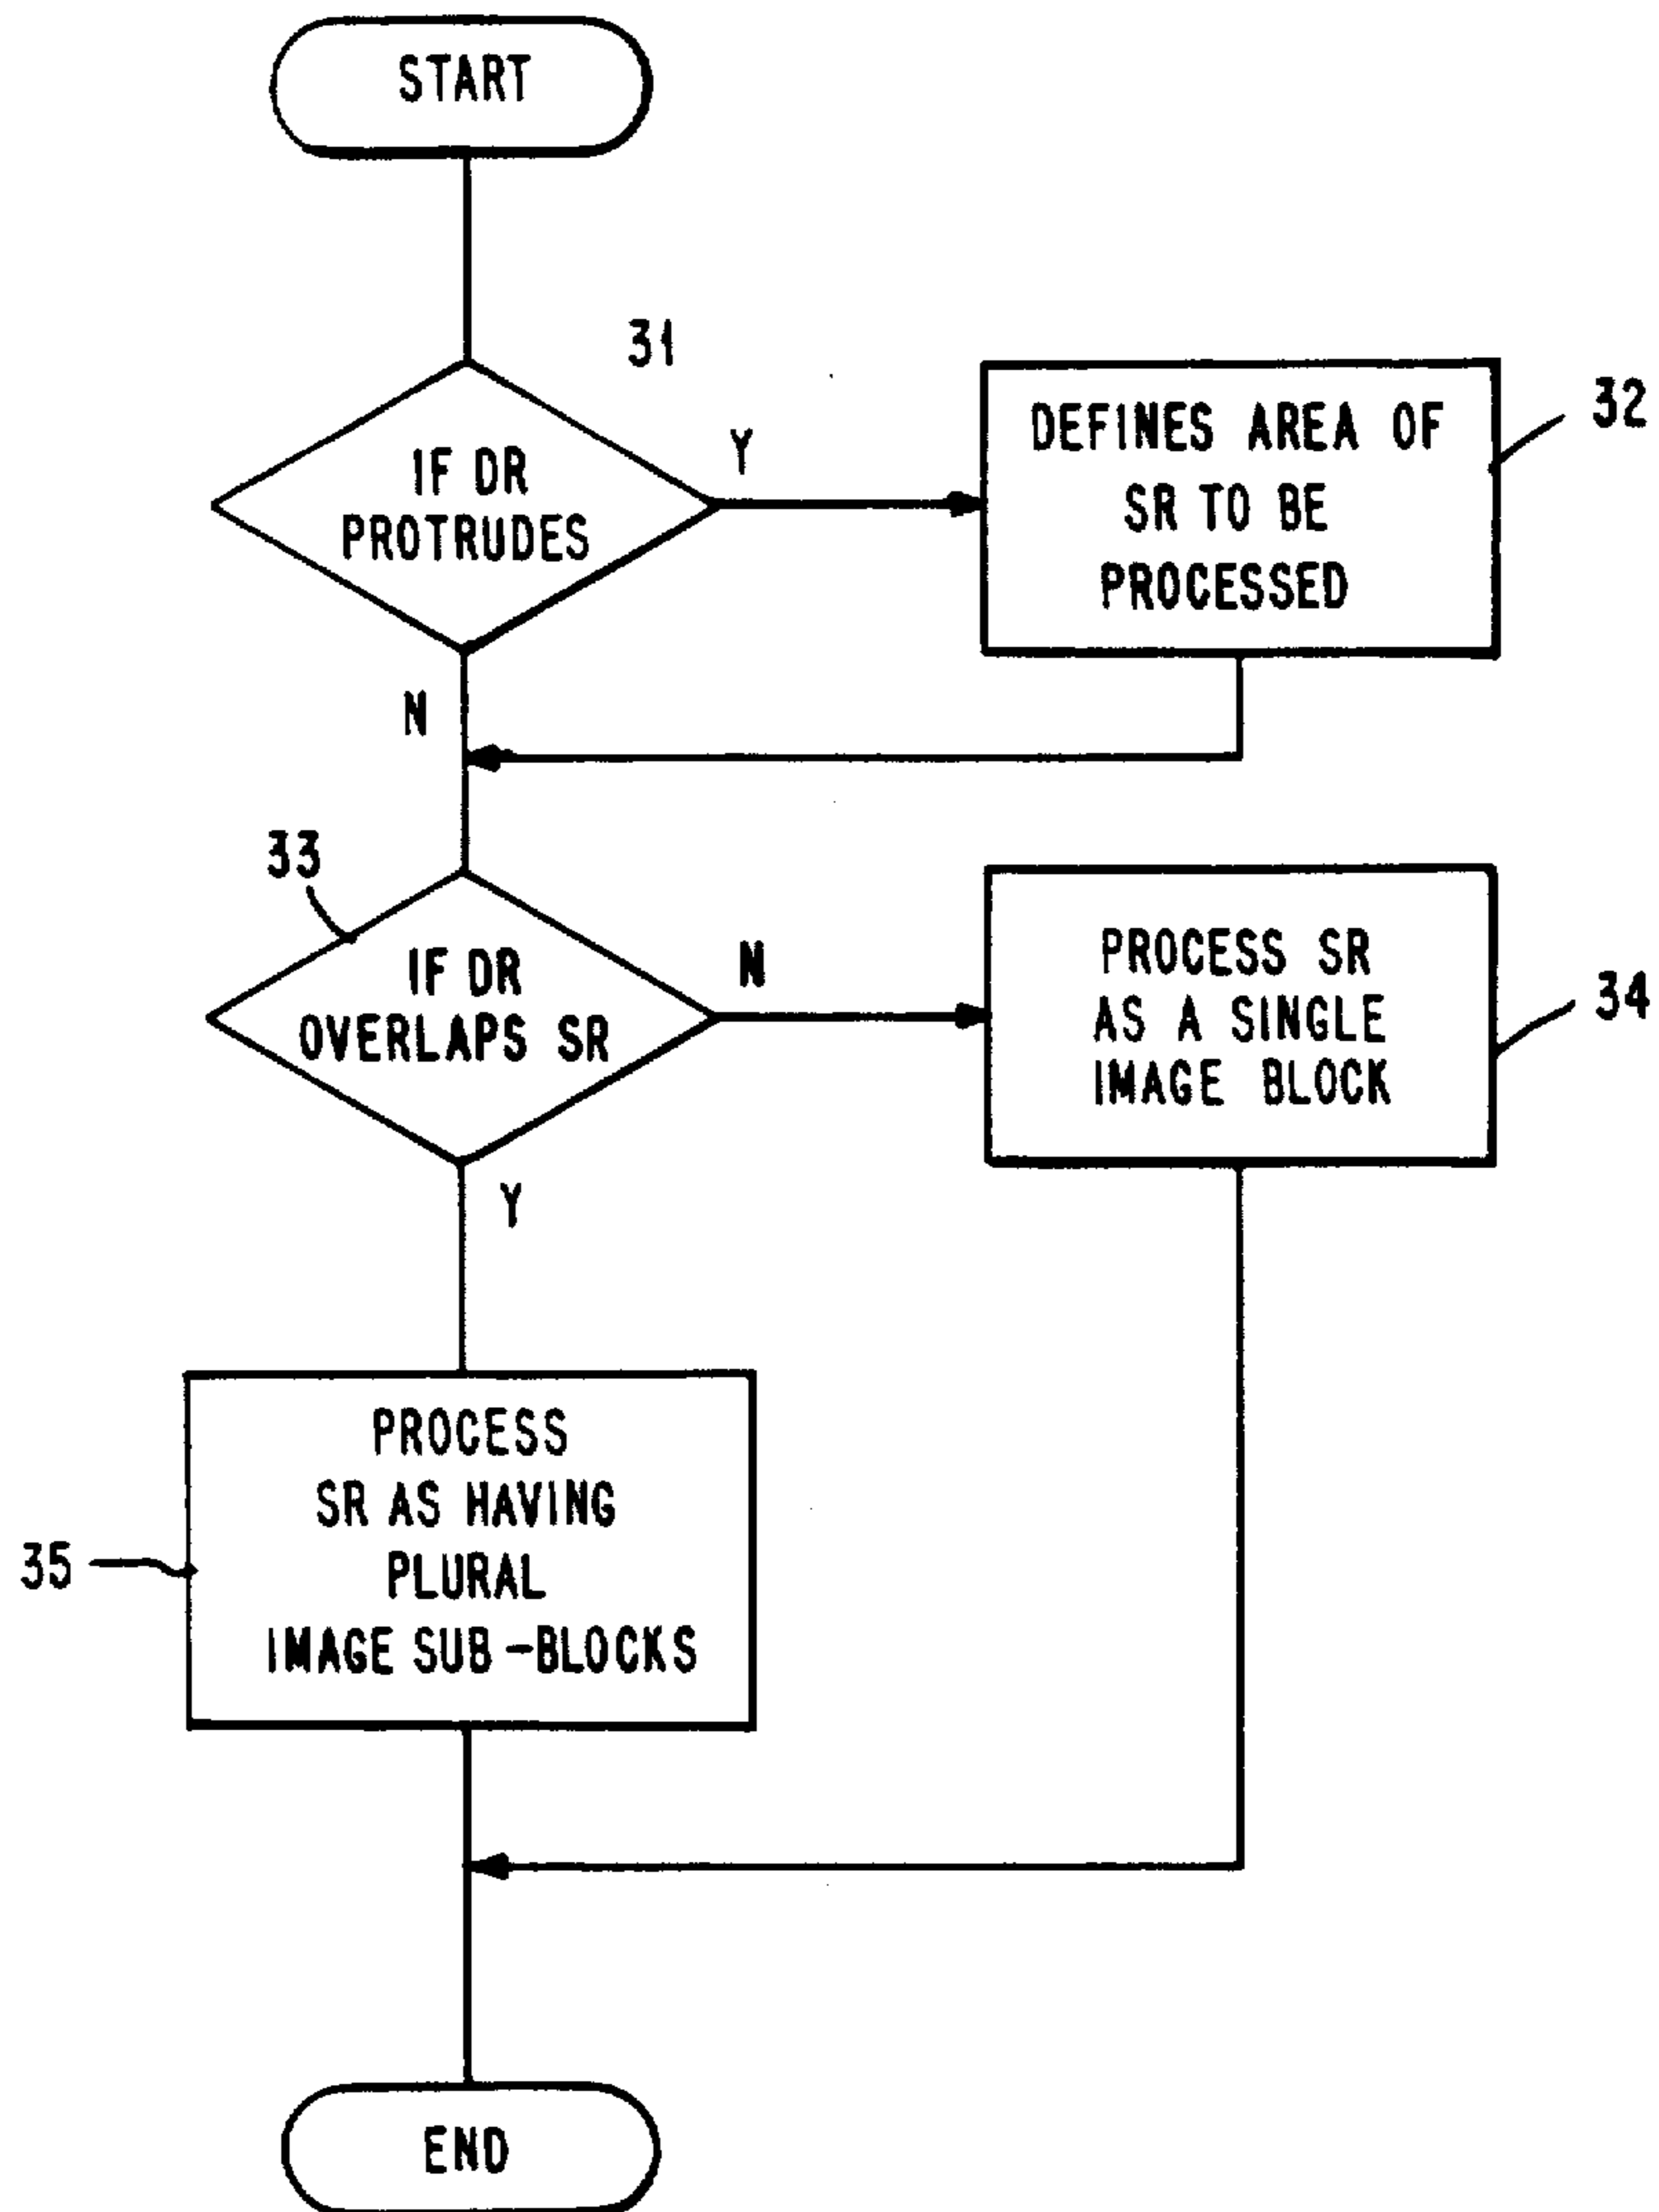 START
31
IF DR
PROTRUDES
Y
N
DEFINES AREA OF
SR TO BE
PROCESSED
32
33
IF DR
OVERLAPS SR
N
Y
PROCESS SR
AS A SINGLE
IMAGE BLOCK
34
PROCESS
SR AS HAVING
PLURAL
IMAGE SUB-BLOCKS
35
END